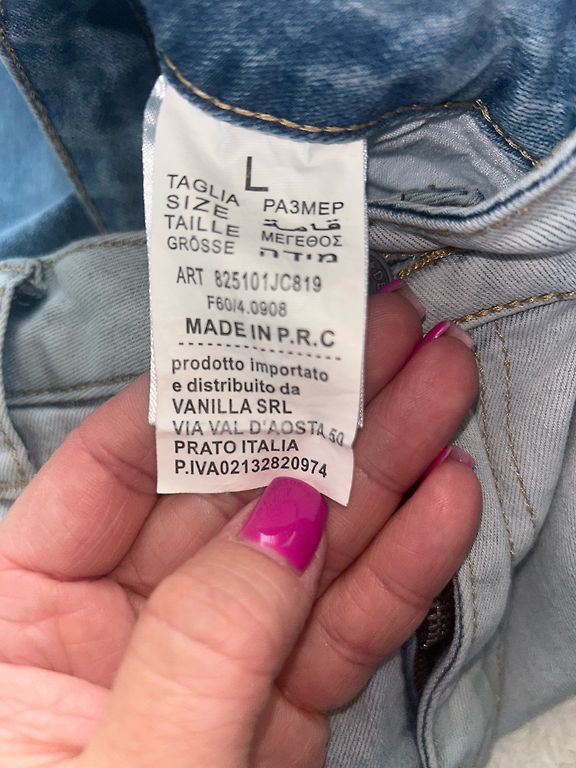 L
TAGLIA
SIZE
TAILLE
GRÖSSE
РАЗМЕР
قامة
ΜΕΓΕΘΟΣ
מידה
ART 825101JC819
F60/4.0908
MADE IN P.R.C
prodotto importato
e distribuito da
VANILLA SRL
VIA VAL D'AOSTA 50
PRATO ITALIA
P.IVA02132820974